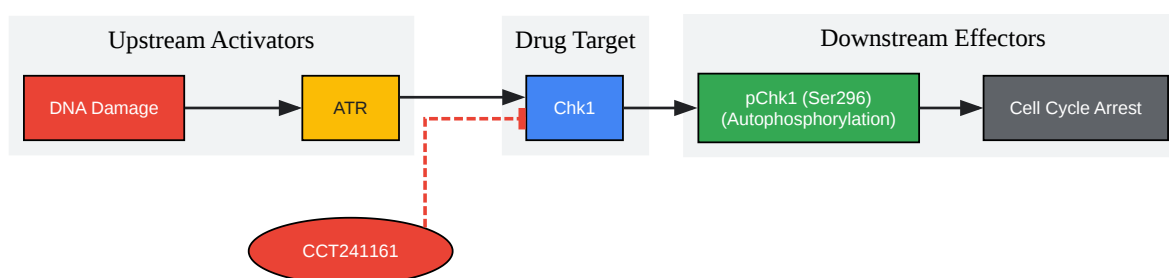 Upstream Activators
Drug Target
Downstream Effectors
DNA Damage
ATR
Chk1
pChk1 (Ser296)
(Autophosphorylation)
Cell Cycle Arrest
CCT241161